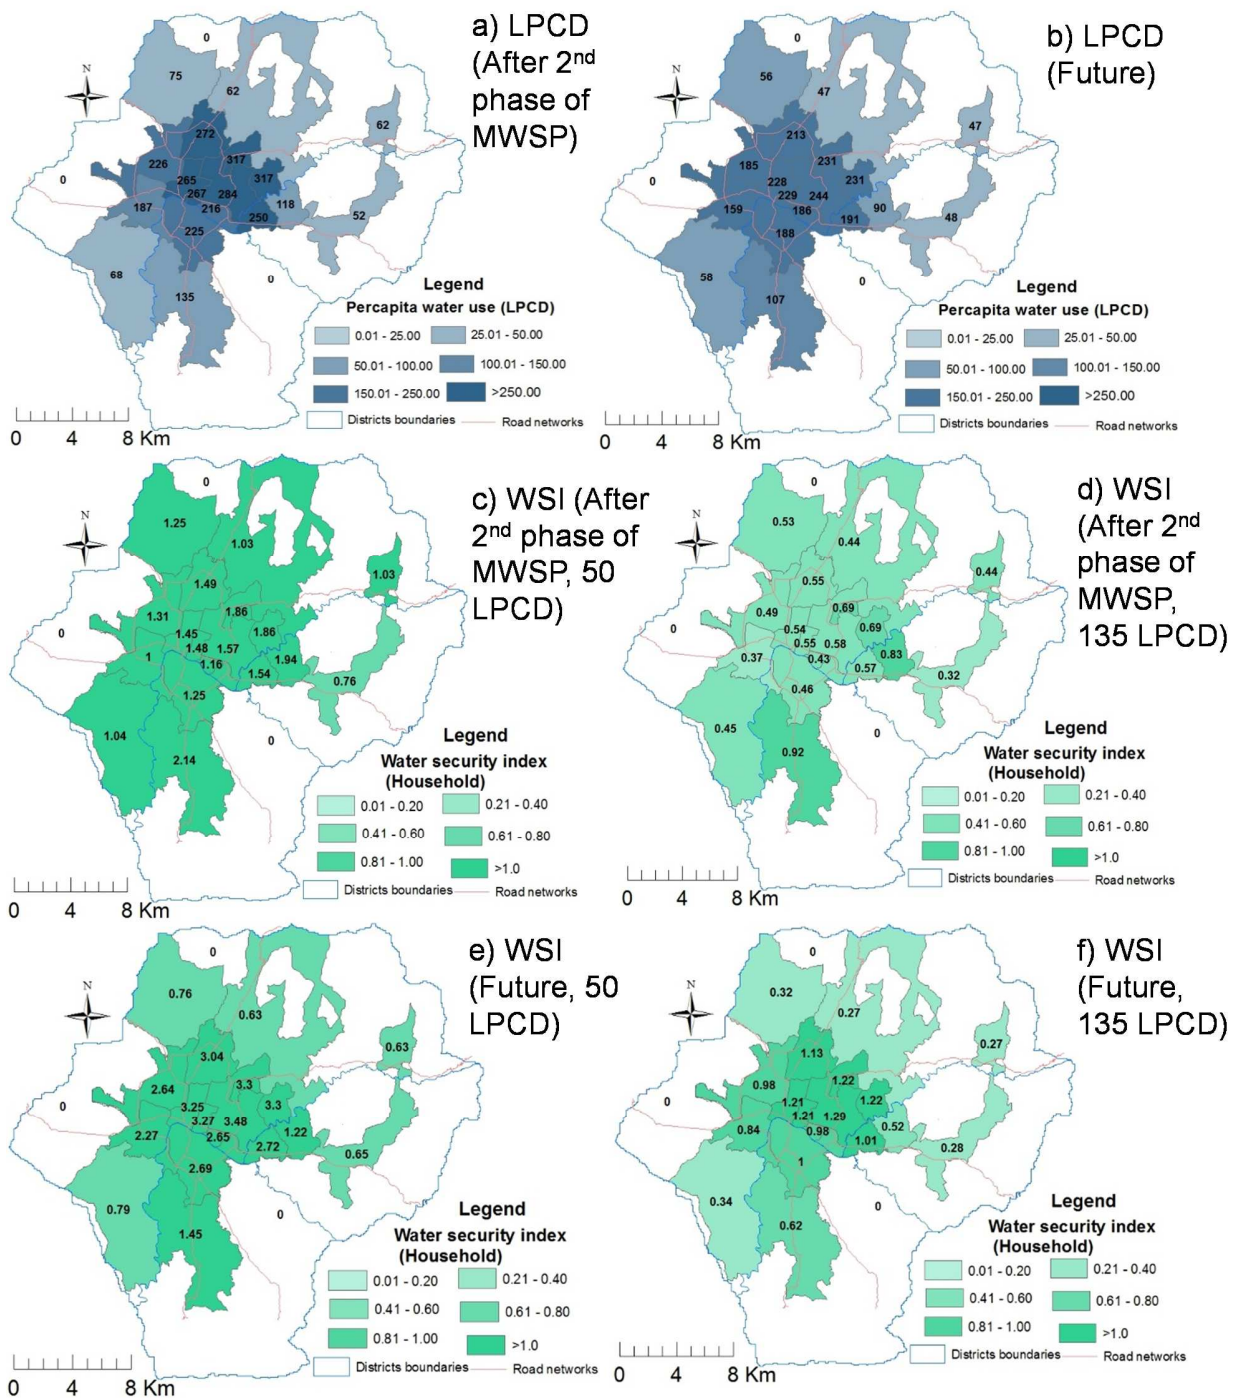 a) LPCD
(After 2nd
phase of
MWSP)
N
0
75
62
62
272
226
317
0
265
317
267
284
187
216
118
250
52
225
68
0
135
Legend
Percapita water use (LPCD)
0.01 - 25.00
25.01 - 50.00
50.01 - 100.00
100.01 - 150.00
150.01 - 250.00
>250.00
Districts boundaries
Road networks
0 4 8 Km
b) LPCD
(Future)
N
0
56
47
47
213
185
231
0
228
231
229
244
159
186
90
191
48
188
58
0
107
Legend
Percapita water use (LPCD)
0.01 - 25.00
25.01 - 50.00
50.01 - 100.00
100.01 - 150.00
150.01 - 250.00
>250.00
Districts boundaries
Road networks
0 4 8 Km
c) WSI (After
2nd phase of
MWSP, 50
LPCD)
N
0
1.25
1.03
1.03
1.49
1.31
1.86
0
1.45
1.86
1.48
1.57
1
1.16
1.94
1.54
0.76
1.25
1.04
0
2.14
Legend
Water security index
(Household)
0.01 - 0.20
0.21 - 0.40
0.41 - 0.60
0.61 - 0.80
0.81 - 1.00
>1.0
Districts boundaries
Road networks
0 4 8 Km
d) WSI
(After 2nd
phase of
MWSP,
135 LPCD)
N
0
0.53
0.44
0.44
0.55
0.49
0.69
0
0.54
0.69
0.55
0.58
0.37
0.43
0.83
0.57
0.32
0.46
0.45
0
0.92
Legend
Water security index
(Household)
0.01 - 0.20
0.21 - 0.40
0.41 - 0.60
0.61 - 0.80
0.81 - 1.00
>1.0
Districts boundaries
Road networks
0 4 8 Km
e) WSI
(Future, 50
LPCD)
N
0
0.76
0.63
0.63
3.04
2.64
3.3
0
3.25
3.3
3.27
3.48
2.27
2.65
1.22
2.72
0.65
2.69
0.79
0
1.45
Legend
Water security index
(Household)
0.01 - 0.20
0.21 - 0.40
0.41 - 0.60
0.61 - 0.80
0.81 - 1.00
>1.0
Districts boundaries
Road networks
0 4 8 Km
f) WSI
(Future,
135 LPCD)
N
0
0.32
0.27
0.27
1.13
0.98
1.22
0
1.21
1.22
1.21
1.29
0.84
0.98
0.52
1.01
0.28
1
0.34
0
0.62
Legend
Water security index
(Household)
0.01 - 0.20
0.21 - 0.40
0.41 - 0.60
0.61 - 0.80
0.81 - 1.00
>1.0
Districts boundaries
Road networks
0 4 8 Km